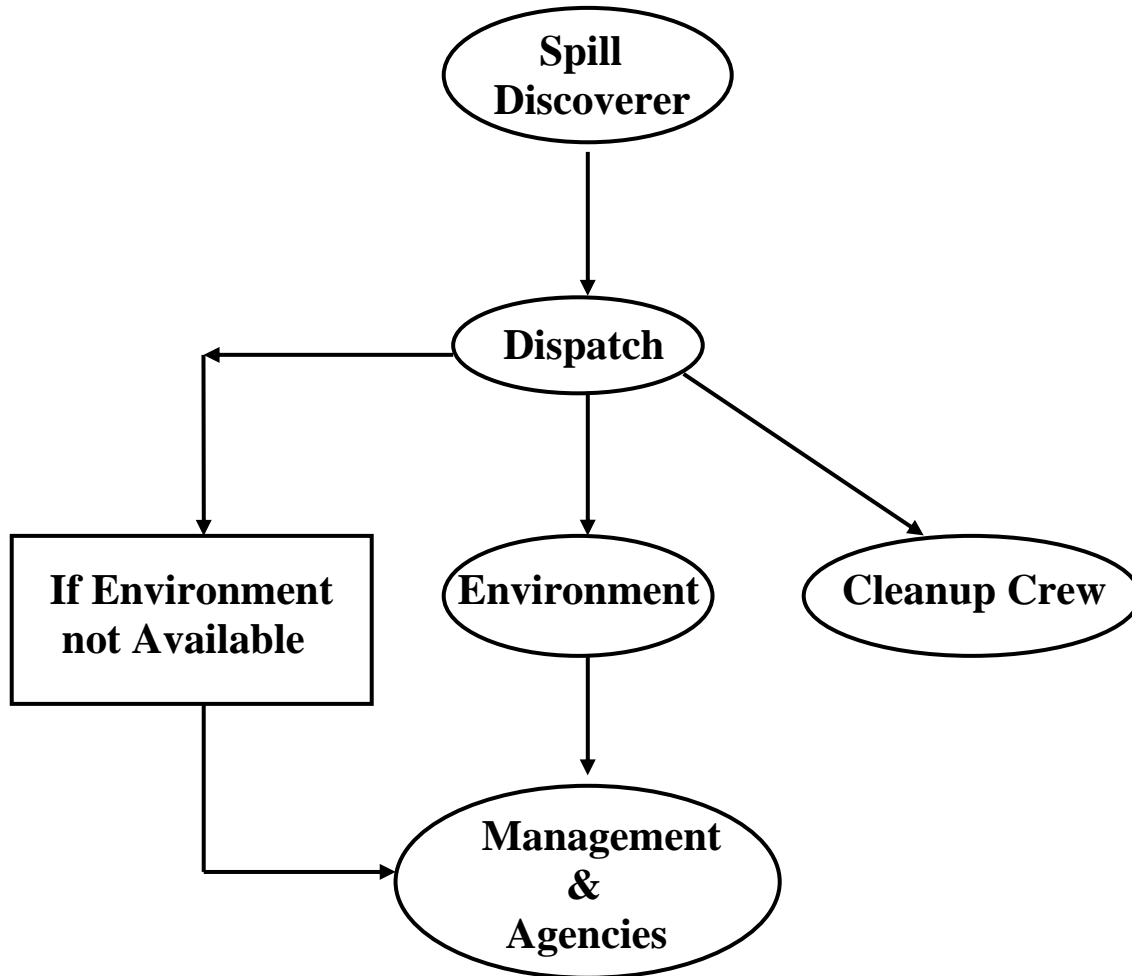 Spill
Discoverer
Dispatch
If Environment
not Available
Environment
Cleanup Crew
Management
&
Agencies